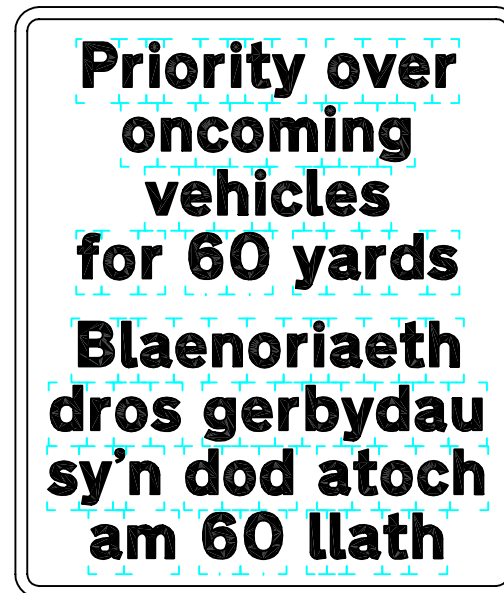 Priority over
oncoming
vehicles
for 60 yards
Blaenoriaeth
dros gerbydau
sy’n dod atoch
am 60 llath